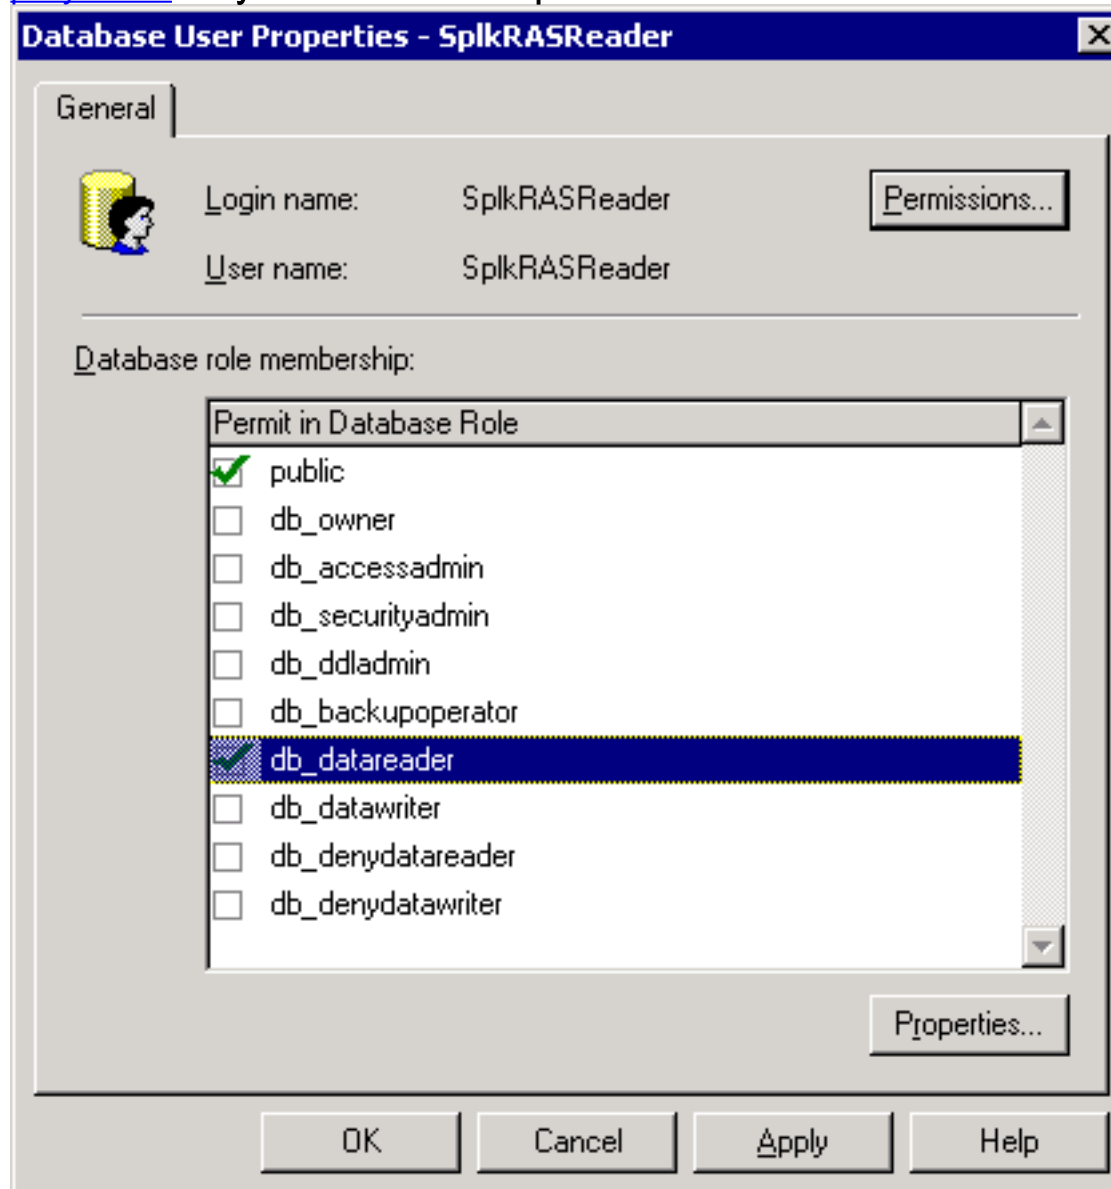 Database User Properties - SplkRASReader
General
Login name: SplkRASReader Permissions...
User name: SplkRASReader
Database role membership:
Permit in Database Role
public
db_owner
db_accessadmin
db_securityadmin
db_ddladmin
db_backupoperator
db_datareader
db_datawriter
db_denydatareader
db_denydatawriter
Properties...
OK Cancel Apply Help